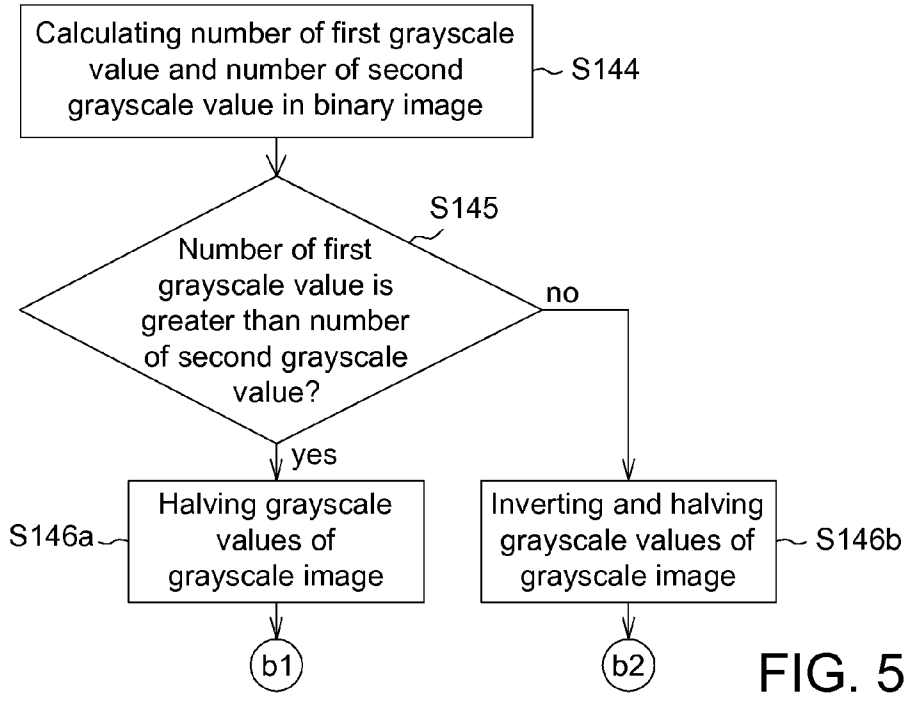 Calculating number of first grayscale
value and number of second
grayscale value in binary image
S144
S145
Number of first
grayscale value is
greater than number
of second grayscale
value?
no
yes
S146a
Halving grayscale
values of
grayscale image
Inverting and halving
grayscale values of
grayscale image
S146b
b1
b2
FIG. 5